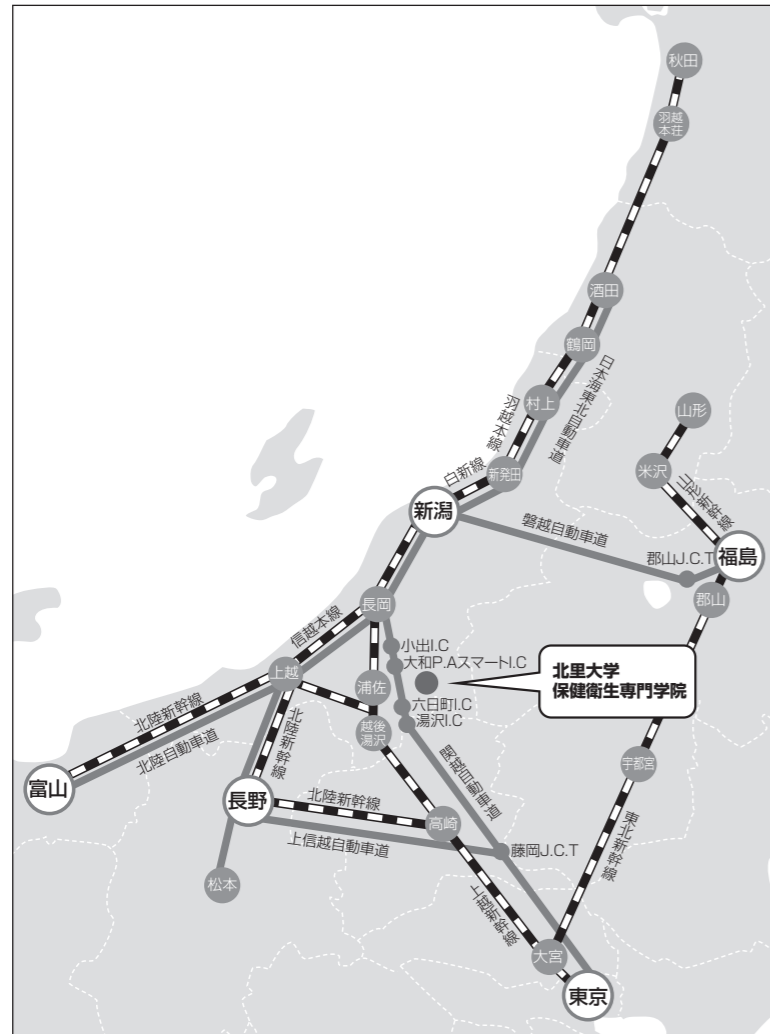 秋田
羽越
本荘
酒田
鶴岡
日本海東北自動車道
村上
羽越本線
山形
白新線
新発田
米沢
山形新幹線
新潟
磐越自動車道
郡山J.C.T
福島
郡山
長岡
信越本線
小出I.C
大和P.AスマートI.C
北里大学
保健衛生専門学院
上越
浦佐
六日町I.C
湯沢I.C
越後
湯沢
北陸新幹線
北陸自動車道
北陸新幹線
関越自動車道
宇都宮
富山
長野
北陸新幹線
高崎
上信越自動車道
藤岡J.C.T
東北新幹線
松本
上越新幹線
大宮
東京